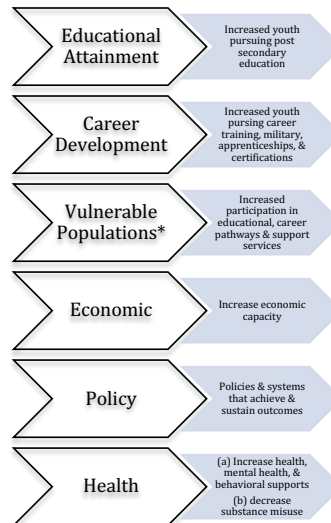 Educational
Attainment
Increased youth
pursuing post
secondary
education
Career
Development
Increased youth
pursing career
training, military,
apprenticeships, &
certifications
Vulnerable
Populations*
Increased
participation in
educational, career
pathways & support
services
Economic
Increase economic
capacity
Policy
Policies & systems
that achieve &
sustain outcomes
Health
(a) Increase health,
mental health, &
behavioral supports
(b) decrease
substance misuse